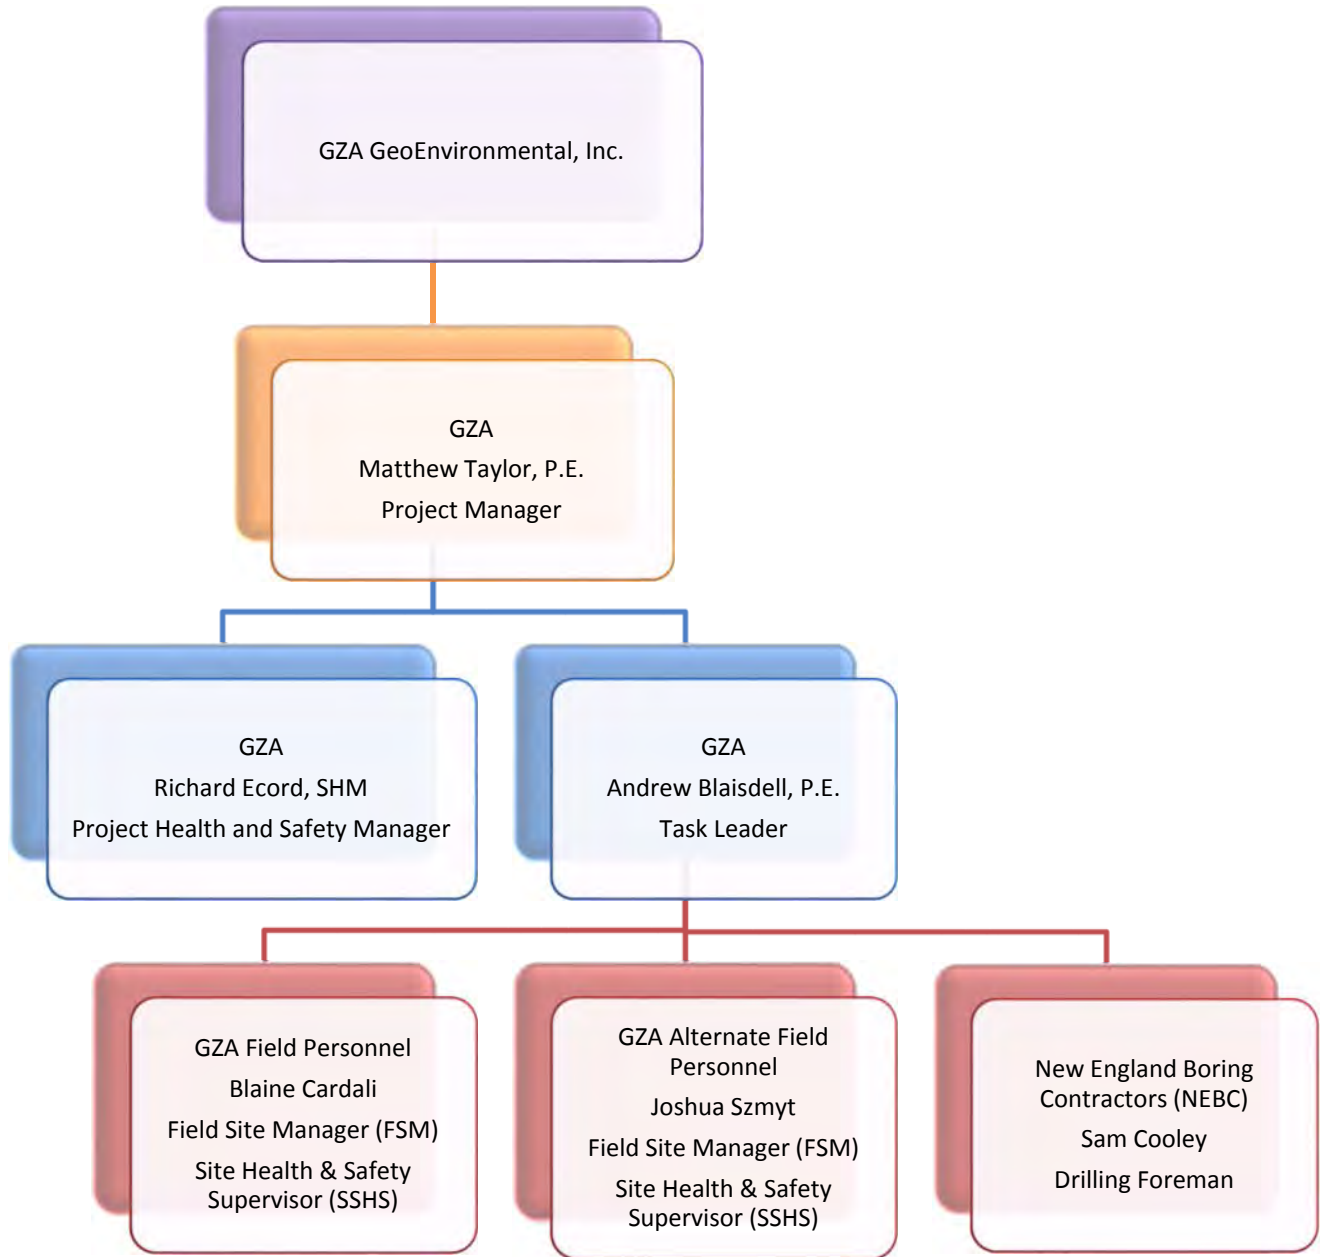 GZA GeoEnvironmental, Inc.
GZA
Matthew Taylor, P.E.
Project Manager
GZA
Richard Ecord, SHM
Project Health and Safety Manager
GZA
Andrew Blaisdell, P.E.
Task Leader
GZA Field Personnel
Blaine Cardali
Field Site Manager (FSM)
Site Health & Safety
Supervisor (SSHS)
GZA Alternate Field
Personnel
Joshua Szmyt
Field Site Manager (FSM)
Site Health & Safety
Supervisor (SSHS)
New England Boring
Contractors (NEBC)
Sam Cooley
Drilling Foreman